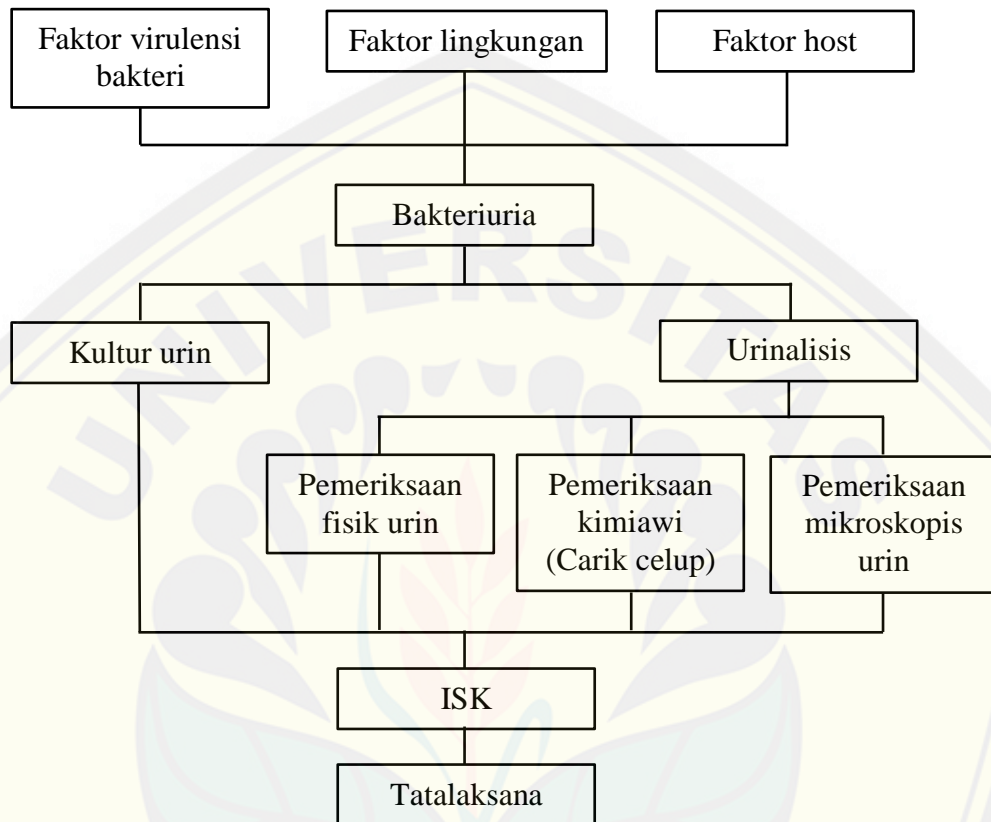 Faktor virulensi
bakteri
Faktor lingkungan
Faktor host
Bakteriuria
Kultur urin
Urinalisis
Pemeriksaan
fisik urin
Pemeriksaan
kimiawi
(Carik celup)
Pemeriksaan
mikroskopis
urin
ISK
Tatalaksana
UNIVERSITAS